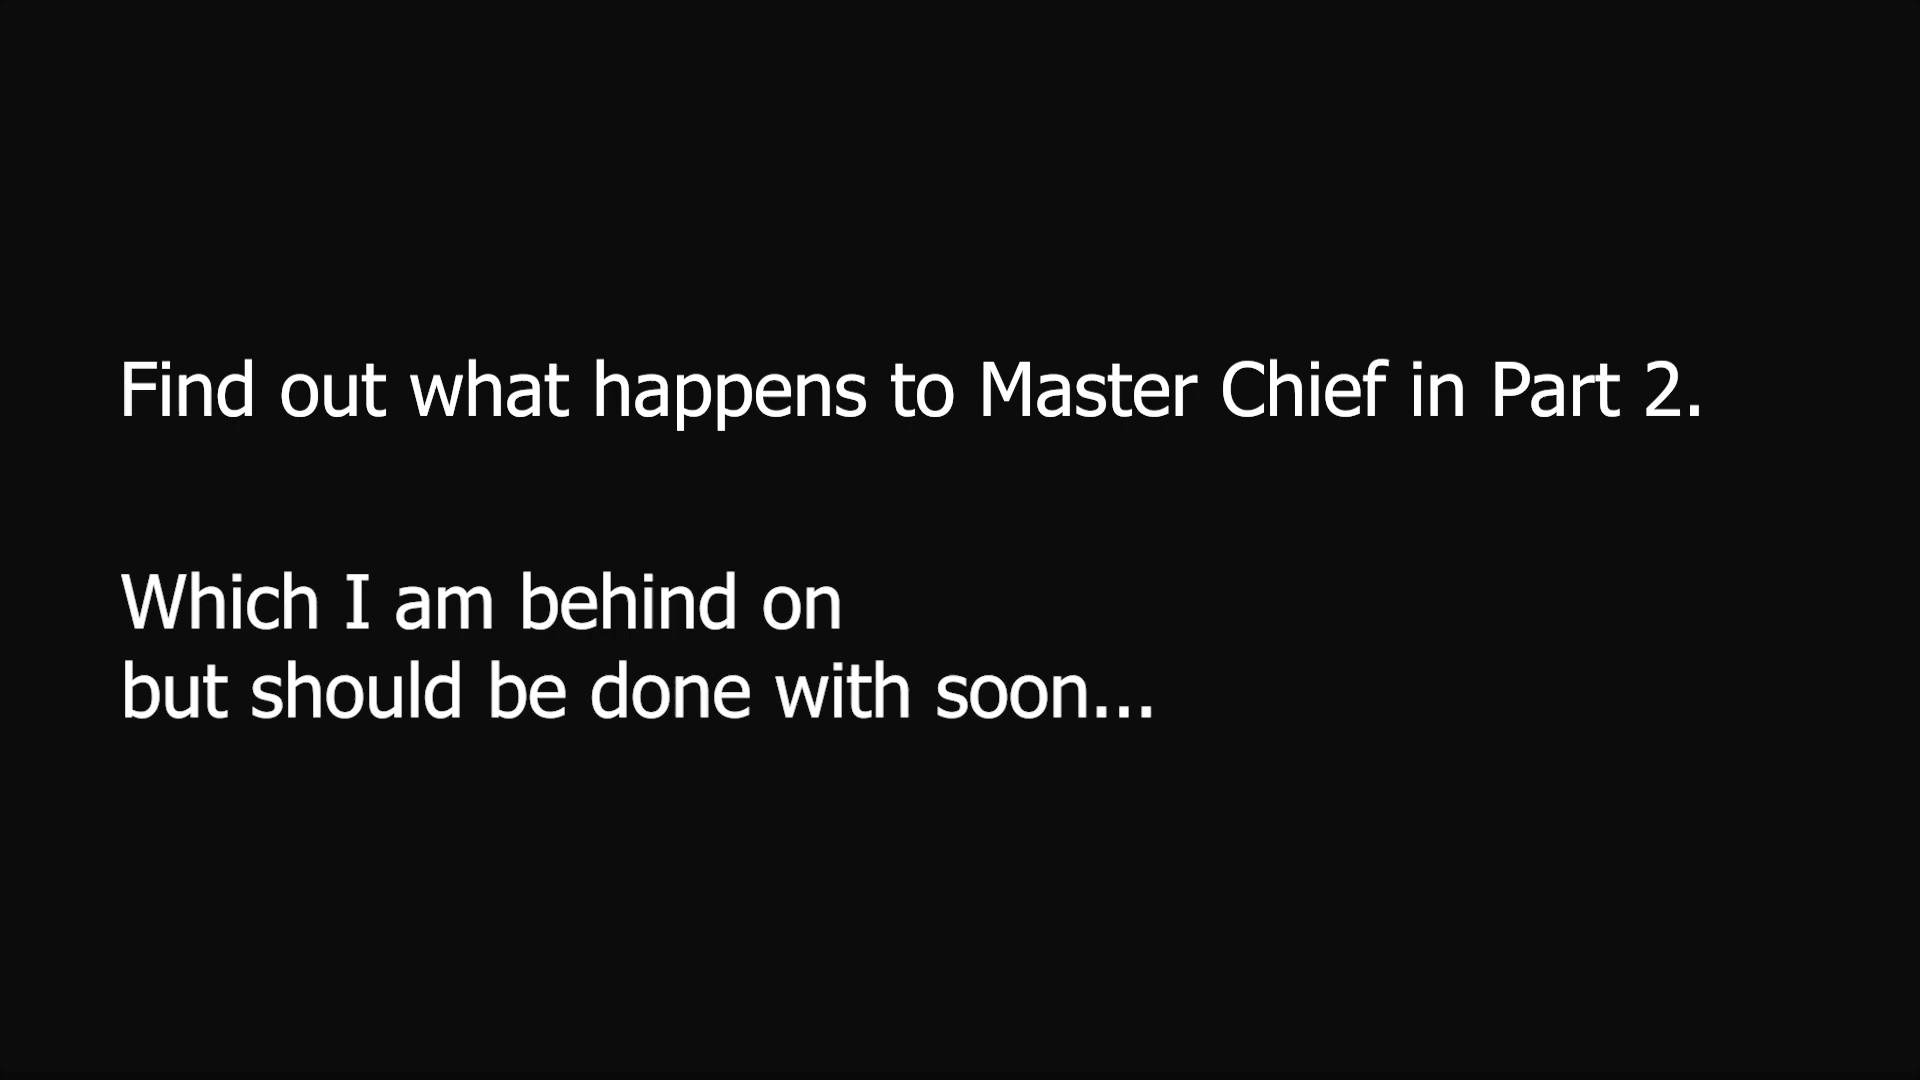 Find out what happens to Master Chief in Part 2.
Which I am behind on
but should be done with soon...